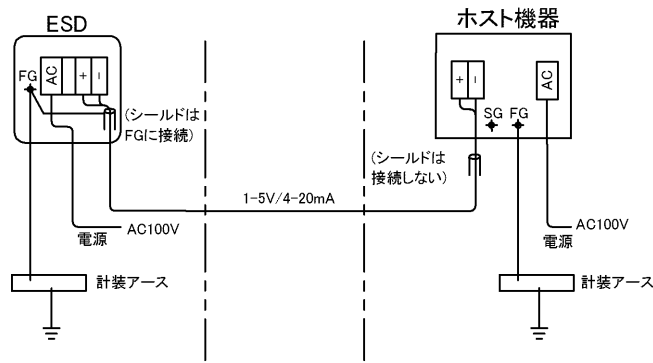 ESD
ホスト機器
FG
AC
+
-
(シールドは
FGに接続)
+
-
AC
SG
FG
(シールドは
接続しない)
1-5V/4-20mA
AC100V
電源
AC100V
電源
計装アース
計装アース